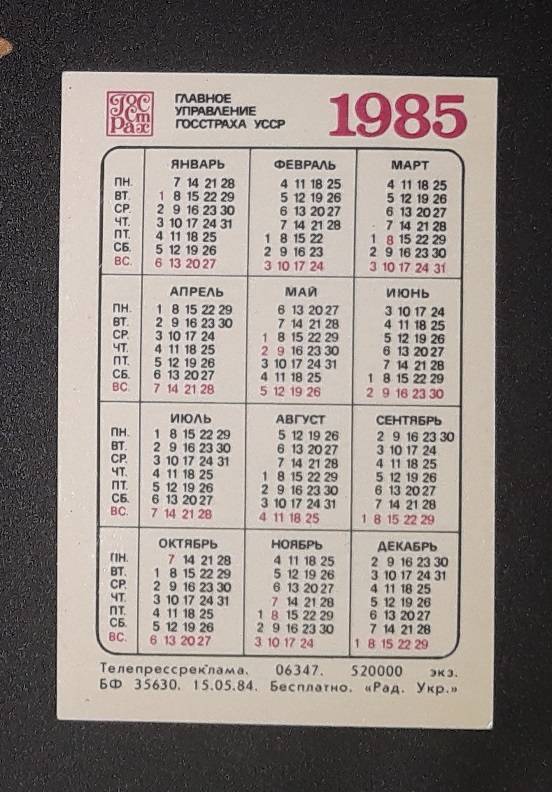 Гос
Ст
Рах
ГЛАВНОЕ
УПРАВЛЕНИЕ
ГОССТРАХА УССР
1985
ЯНВАРЬ ФЕВРАЛЬ МАРТ
ПН. 7 14 21 28 4 11 18 25 4 11 18 25
ВТ. 1 8 15 22 29 5 12 19 26 5 12 19 26
СР. 2 9 16 23 30 6 13 20 27 6 13 20 27
ЧТ. 3 10 17 24 31 7 14 21 28 7 14 21 28
ПТ. 4 11 18 25 1 8 15 22 1 8 15 22 29
СБ. 5 12 19 26 2 9 16 23 2 9 16 23 30
ВС. 6 13 20 27 3 10 17 24 3 10 17 24 31
АПРЕЛЬ МАЙ ИЮНЬ
ПН. 1 8 15 22 29 6 13 20 27 3 10 17 24
ВТ. 2 9 16 23 30 7 14 21 28 4 11 18 25
СР. 3 10 17 24 1 8 15 22 29 5 12 19 26
ЧТ. 4 11 18 25 2 9 16 23 30 6 13 20 27
ПТ. 5 12 19 26 3 10 17 24 31 7 14 21 28
СБ. 6 13 20 27 4 11 18 25 1 8 15 22 29
ВС. 7 14 21 28 5 12 19 26 2 9 16 23 30
ИЮЛЬ АВГУСТ СЕНТЯБРЬ
ПН. 1 8 15 22 29 5 12 19 26 2 9 16 23 30
ВТ. 2 9 16 23 30 6 13 20 27 3 10 17 24
СР. 3 10 17 24 31 7 14 21 28 4 11 18 25
ЧТ. 4 11 18 25 1 8 15 22 29 5 12 19 26
ПТ. 5 12 19 26 2 9 16 23 30 6 13 20 27
СБ. 6 13 20 27 3 10 17 24 31 7 14 21 28
ВС. 7 14 21 28 4 11 18 25 1 8 15 22 29
ОКТЯБРЬ НОЯБРЬ ДЕКАБРЬ
ПН. 7 14 21 28 4 11 18 25 2 9 16 23 30
ВТ. 1 8 15 22 29 5 12 19 26 3 10 17 24 31
СР. 2 9 16 23 30 6 13 20 27 4 11 18 25
ЧТ. 3 10 17 24 31 7 14 21 28 5 12 19 26
ПТ. 4 11 18 25 1 8 15 22 29 6 13 20 27
СБ. 5 12 19 26 2 9 16 23 30 7 14 21 28
ВС. 6 13 20 27 3 10 17 24 1 8 15 22 29
Телепрессреклама. 06347. 520000 экз.
БФ 35630. 15.05.84. Бесплатно. «Рад. Укр.»